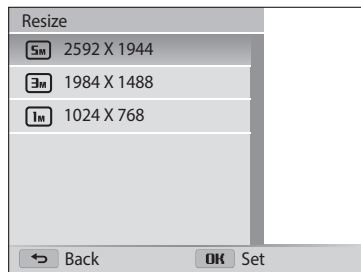 Resize
5M 2592 X 1944
3M 1984 X 1488
1M 1024 X 768
Back OK Set